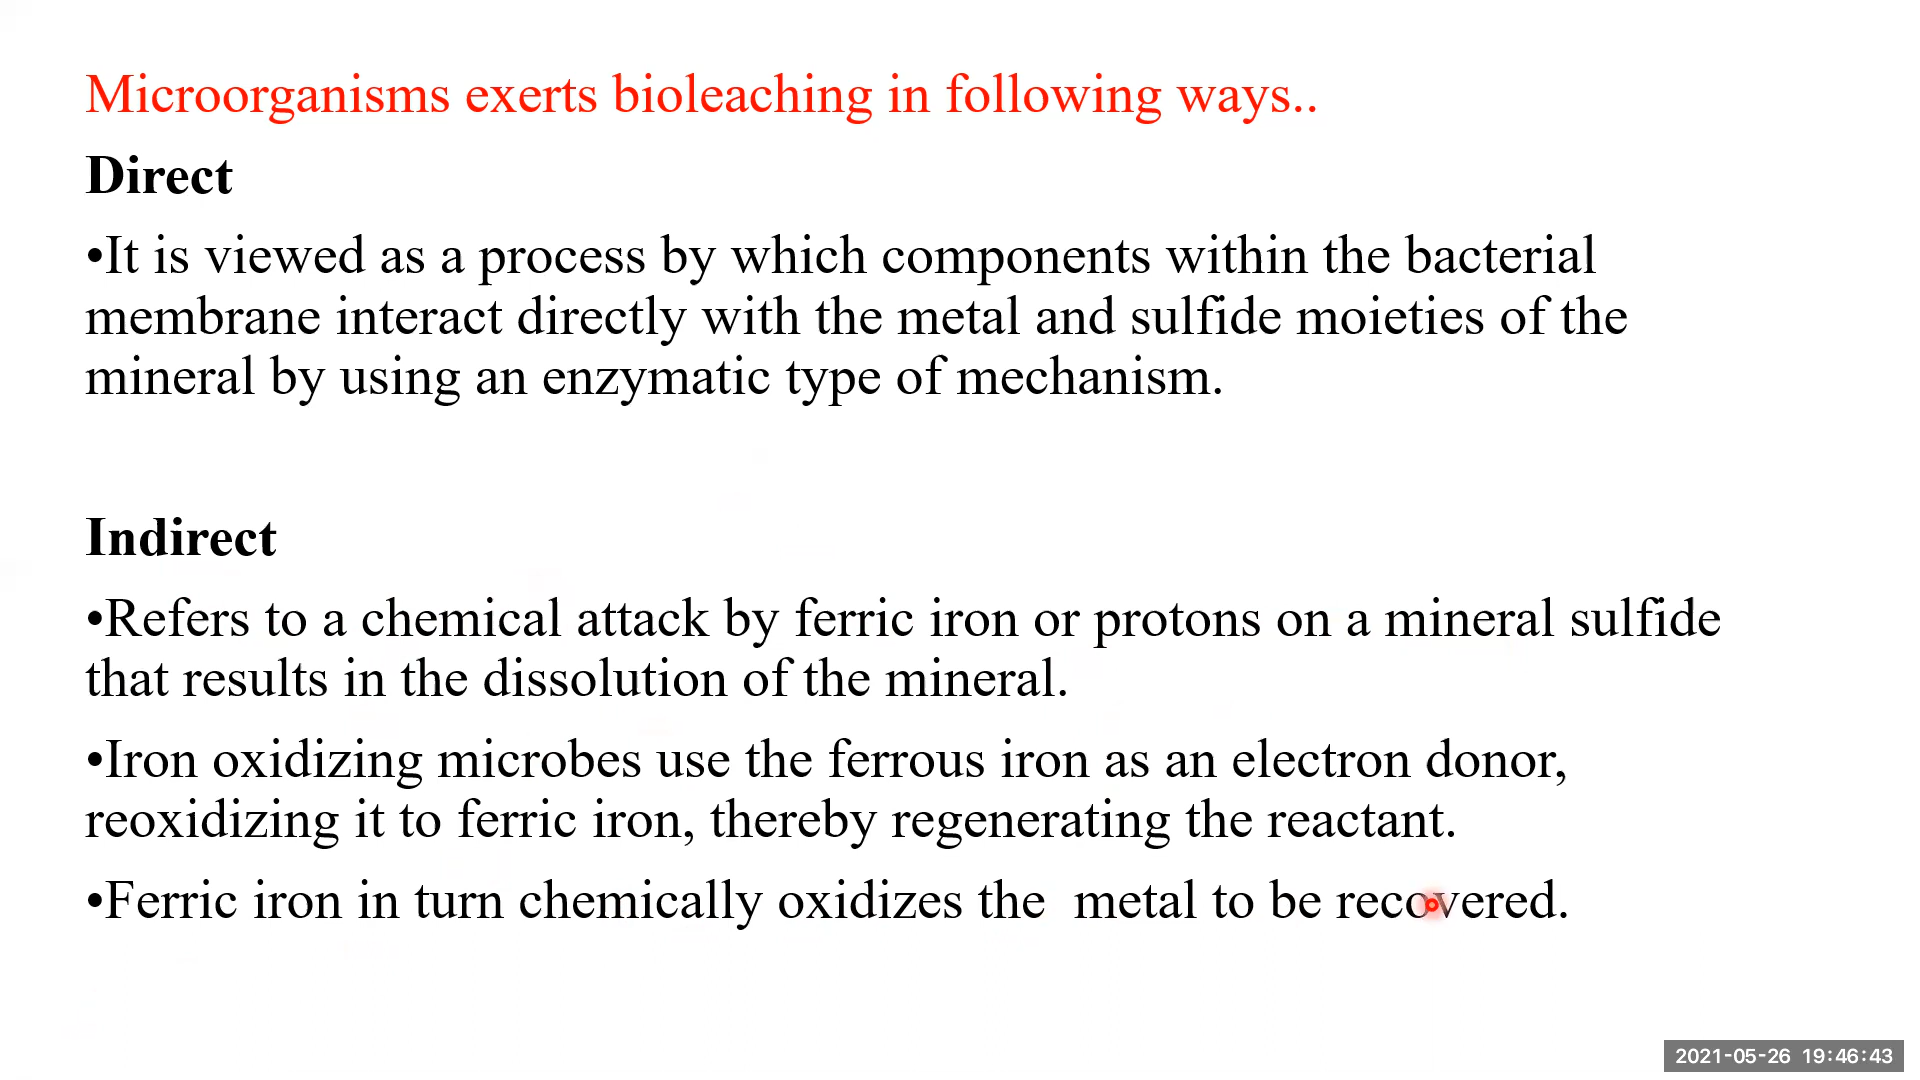 Microorganisms exerts bioleaching in following ways..
Direct
•It is viewed as a process by which components within the bacterial
membrane interact directly with the metal and sulfide moieties of the
mineral by using an enzymatic type of mechanism.
Indirect
•Refers to a chemical attack by ferric iron or protons on a mineral sulfide
that results in the dissolution of the mineral.
•Iron oxidizing microbes use the ferrous iron as an electron donor,
reoxidizing it to ferric iron, thereby regenerating the reactant.
•Ferric iron in turn chemically oxidizes the  metal to be recovered.
2021-05-26 19:46:43